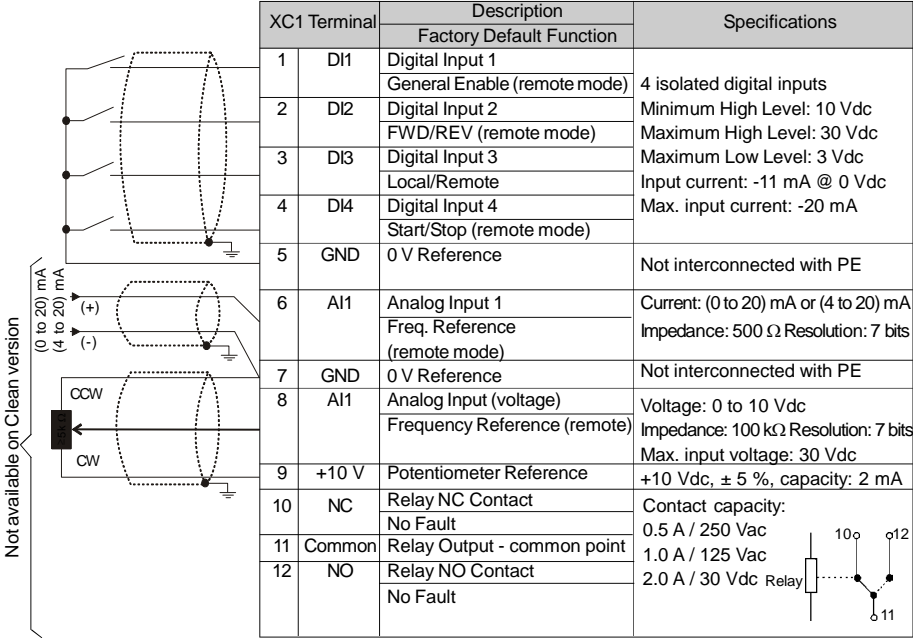 XC1 Terminal Description Specifications
Factory Default Function
1 DI1 Digital Input 1
General Enable (remote mode)
2 DI2 Digital Input 2
FWD/REV (remote mode)
3 DI3 Digital Input 3
Local/Remote
4 DI4 Digital Input 4
Start/Stop (remote mode)
4 isolated digital inputs
Minimum High Level: 10 Vdc
Maximum High Level: 30 Vdc
Maximum Low Level: 3 Vdc
Input current: -11 mA @ 0 Vdc
Max. input current: -20 mA
5 GND 0 V Reference
Not interconnected with PE
6 AI1 Analog Input 1
Freq. Reference
(remote mode)
Current: (0 to 20) mA or (4 to 20) mA
Impedance: 500 Ω Resolution: 7 bits
7 GND 0 V Reference Not interconnected with PE
8 AI1 Analog Input (voltage)
Frequency Reference (remote)
Voltage: 0 to 10 Vdc
Impedance: 100 kΩ Resolution: 7 bits
Max. input voltage: 30 Vdc
9 +10 V Potentiometer Reference +10 Vdc, ± 5 %, capacity: 2 mA
10 NC Relay NC Contact
No Fault
11 Common Relay Output - common point
12 NO Relay NO Contact
No Fault
Contact capacity:
0.5 A / 250 Vac
1.0 A / 125 Vac
2.0 A / 30 Vdc
Relay
10
12
11
Not available on Clean version
(0 to 20) mA
(4 to 20) mA
(+)
(-)
CCW
≥5k Ω
CW